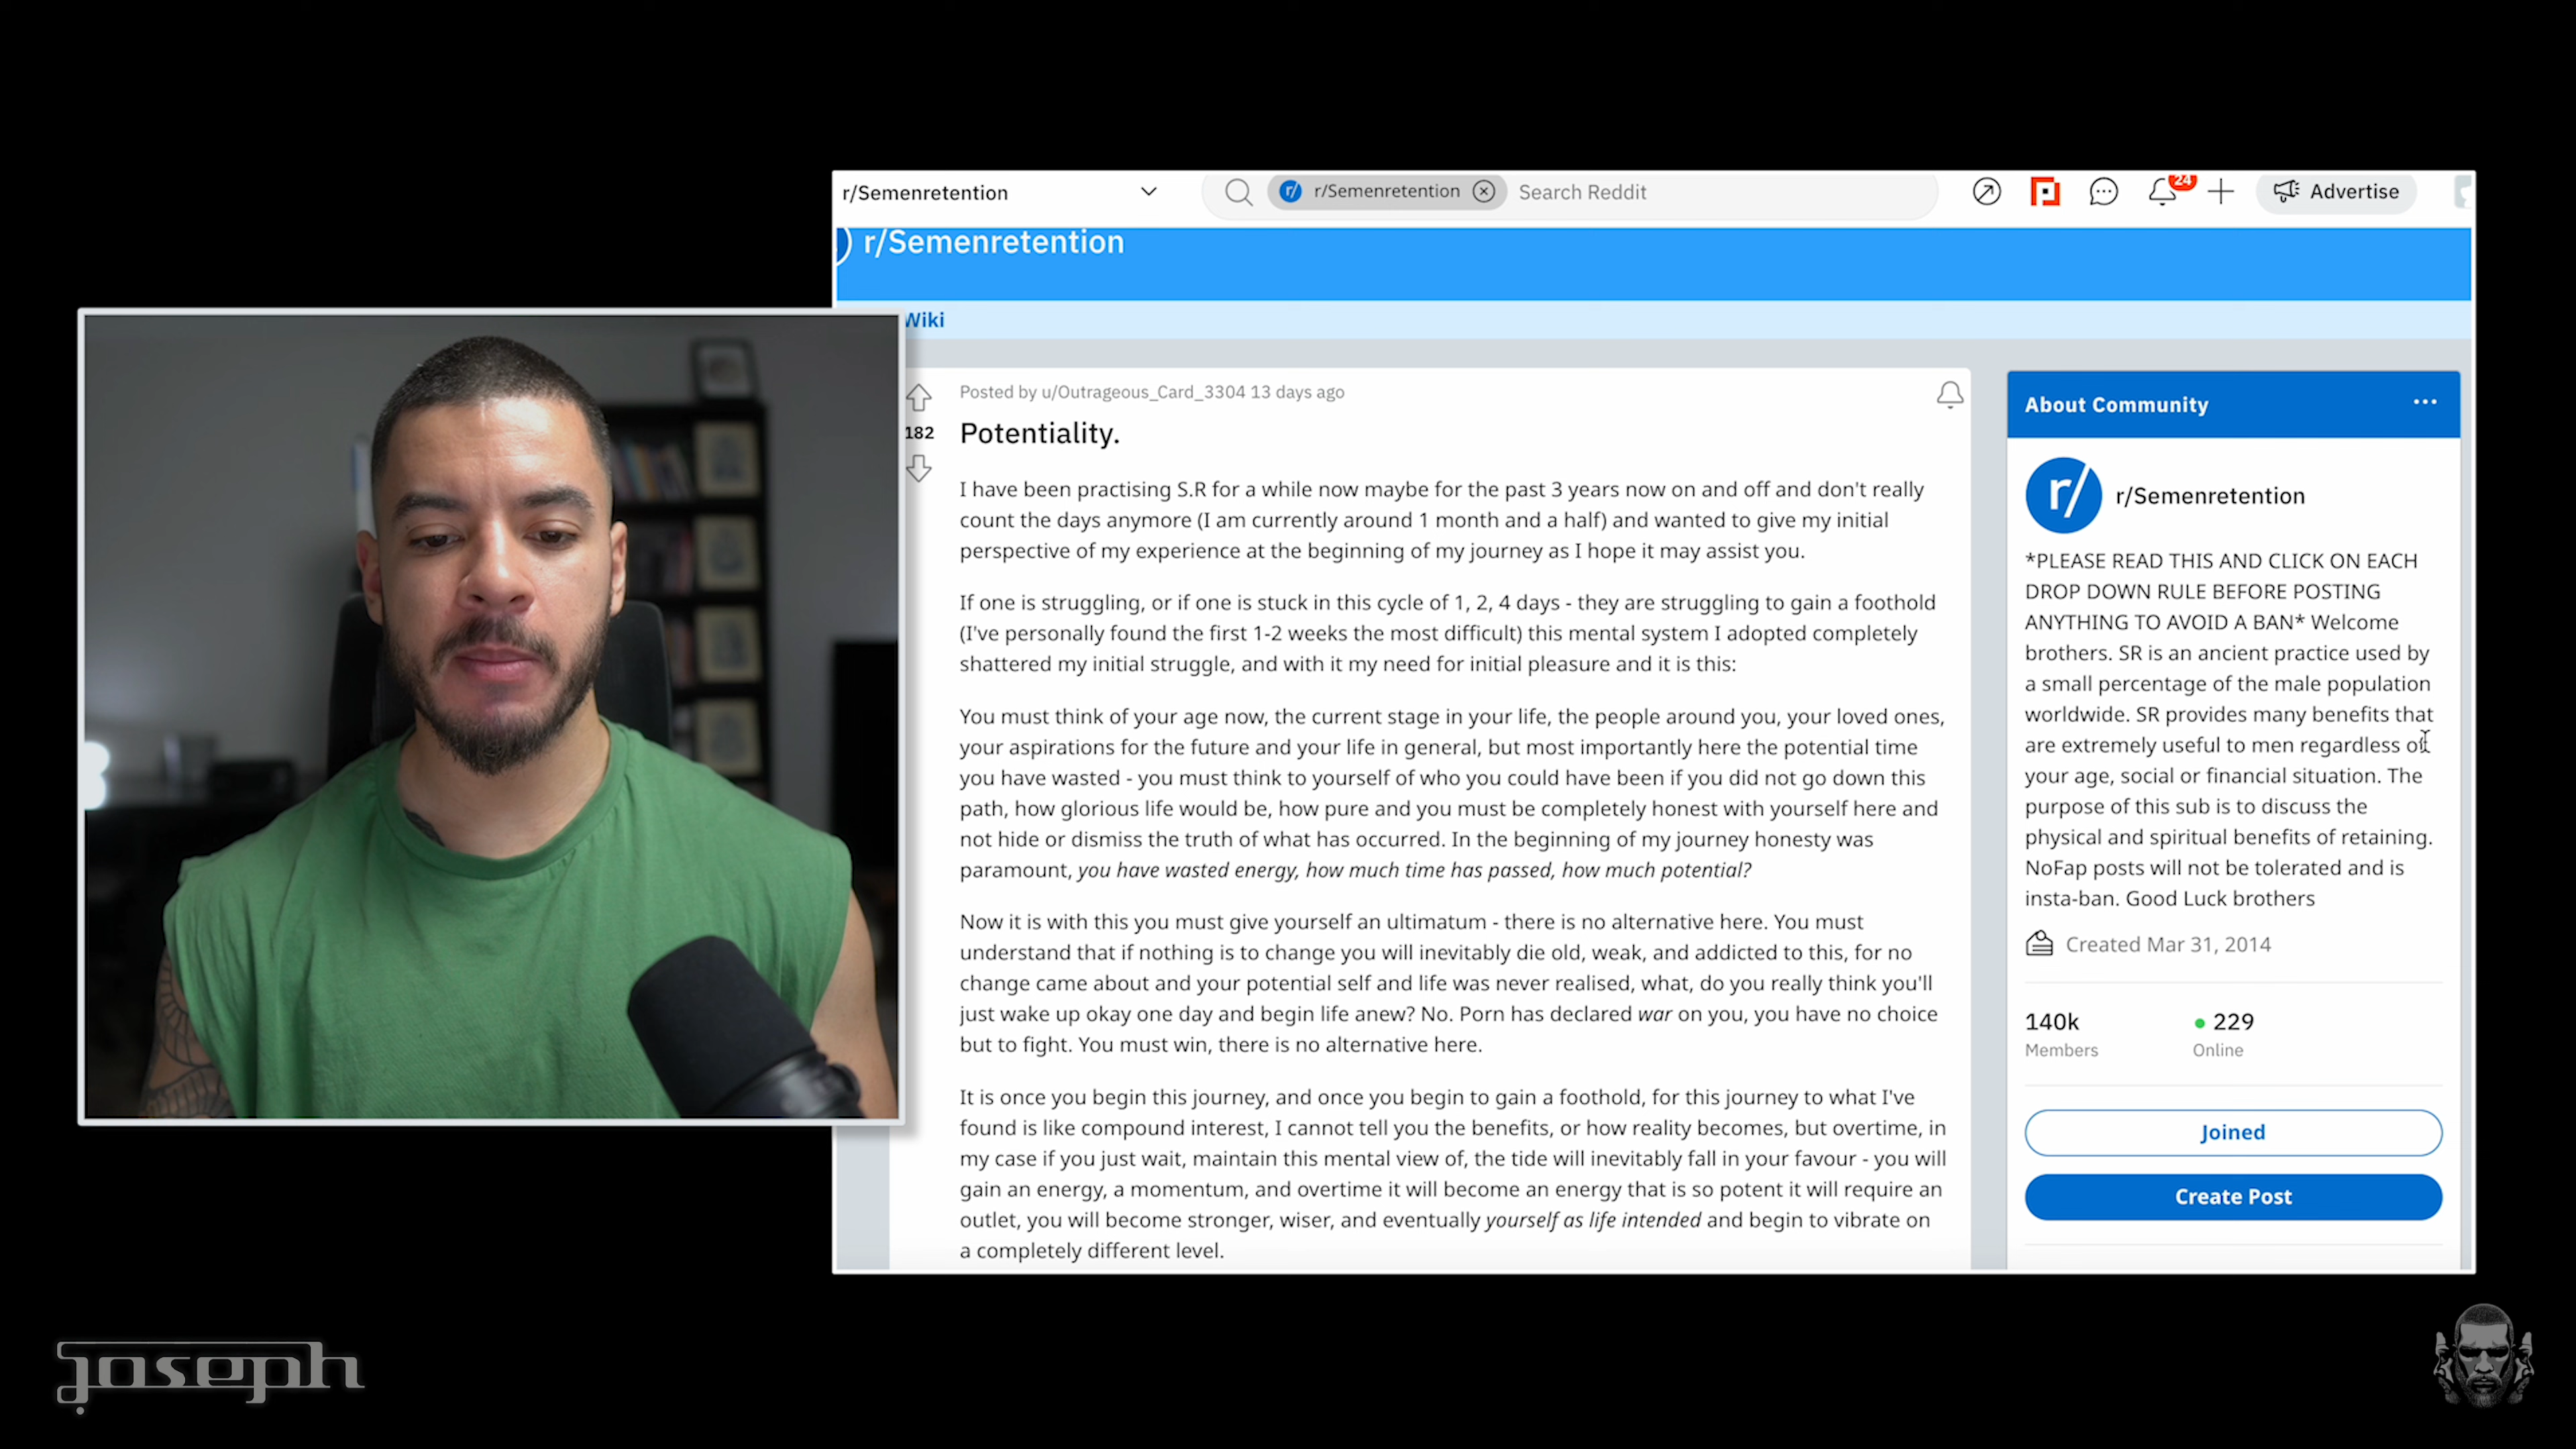 r/Semenretention
r/Semenretention
Search Reddit
24
Advertise
r/Semenretention
Wiki
Posted by u/Outrageous_Card_3304 13 days ago
182
Potentiality.
I have been practising S.R for a while now maybe for the past 3 years now on and off and don't really
count the days anymore (I am currently around 1 month and a half) and wanted to give my initial
perspective of my experience at the beginning of my journey as I hope it may assist you.
If one is struggling, or if one is stuck in this cycle of 1, 2, 4 days - they are struggling to gain a foothold
(I've personally found the first 1-2 weeks the most difficult) this mental system I adopted completely
shattered my initial struggle, and with it my need for initial pleasure and it is this:
You must think of your age now, the current stage in your life, the people around you, your loved ones,
your aspirations for the future and your life in general, but most importantly here the potential time
you have wasted - you must think to yourself of who you could have been if you did not go down this
path, how glorious life would be, how pure and you must be completely honest with yourself here and
not hide or dismiss the truth of what has occurred. In the beginning of my journey honesty was
paramount, you have wasted energy, how much time has passed, how much potential?
Now it is with this you must give yourself an ultimatum - there is no alternative here. You must
understand that if nothing is to change you will inevitably die old, weak, and addicted to this, for no
change came about and your potential self and life was never realised, what, do you really think you'll
just wake up okay one day and begin life anew? No. Porn has declared war on you, you have no choice
but to fight. You must win, there is no alternative here.
It is once you begin this journey, and once you begin to gain a foothold, for this journey to what I've
found is like compound interest, I cannot tell you the benefits, or how reality becomes, but overtime, in
my case if you just wait, maintain this mental view of, the tide will inevitably fall in your favour - you will
gain an energy, a momentum, and overtime it will become an energy that is so potent it will require an
outlet, you will become stronger, wiser, and eventually yourself as life intended and begin to vibrate on
a completely different level.
About Community
r/
r/Semenretention
*PLEASE READ THIS AND CLICK ON EACH
DROP DOWN RULE BEFORE POSTING
ANYTHING TO AVOID A BAN* Welcome
brothers. SR is an ancient practice used by
a small percentage of the male population
worldwide. SR provides many benefits that
are extremely useful to men regardless of
your age, social or financial situation. The
purpose of this sub is to discuss the
physical and spiritual benefits of retaining.
NoFap posts will not be tolerated and is
insta-ban. Good Luck brothers
Created Mar 31, 2014
140k
Members
229
Online
Joined
Create Post
joseph